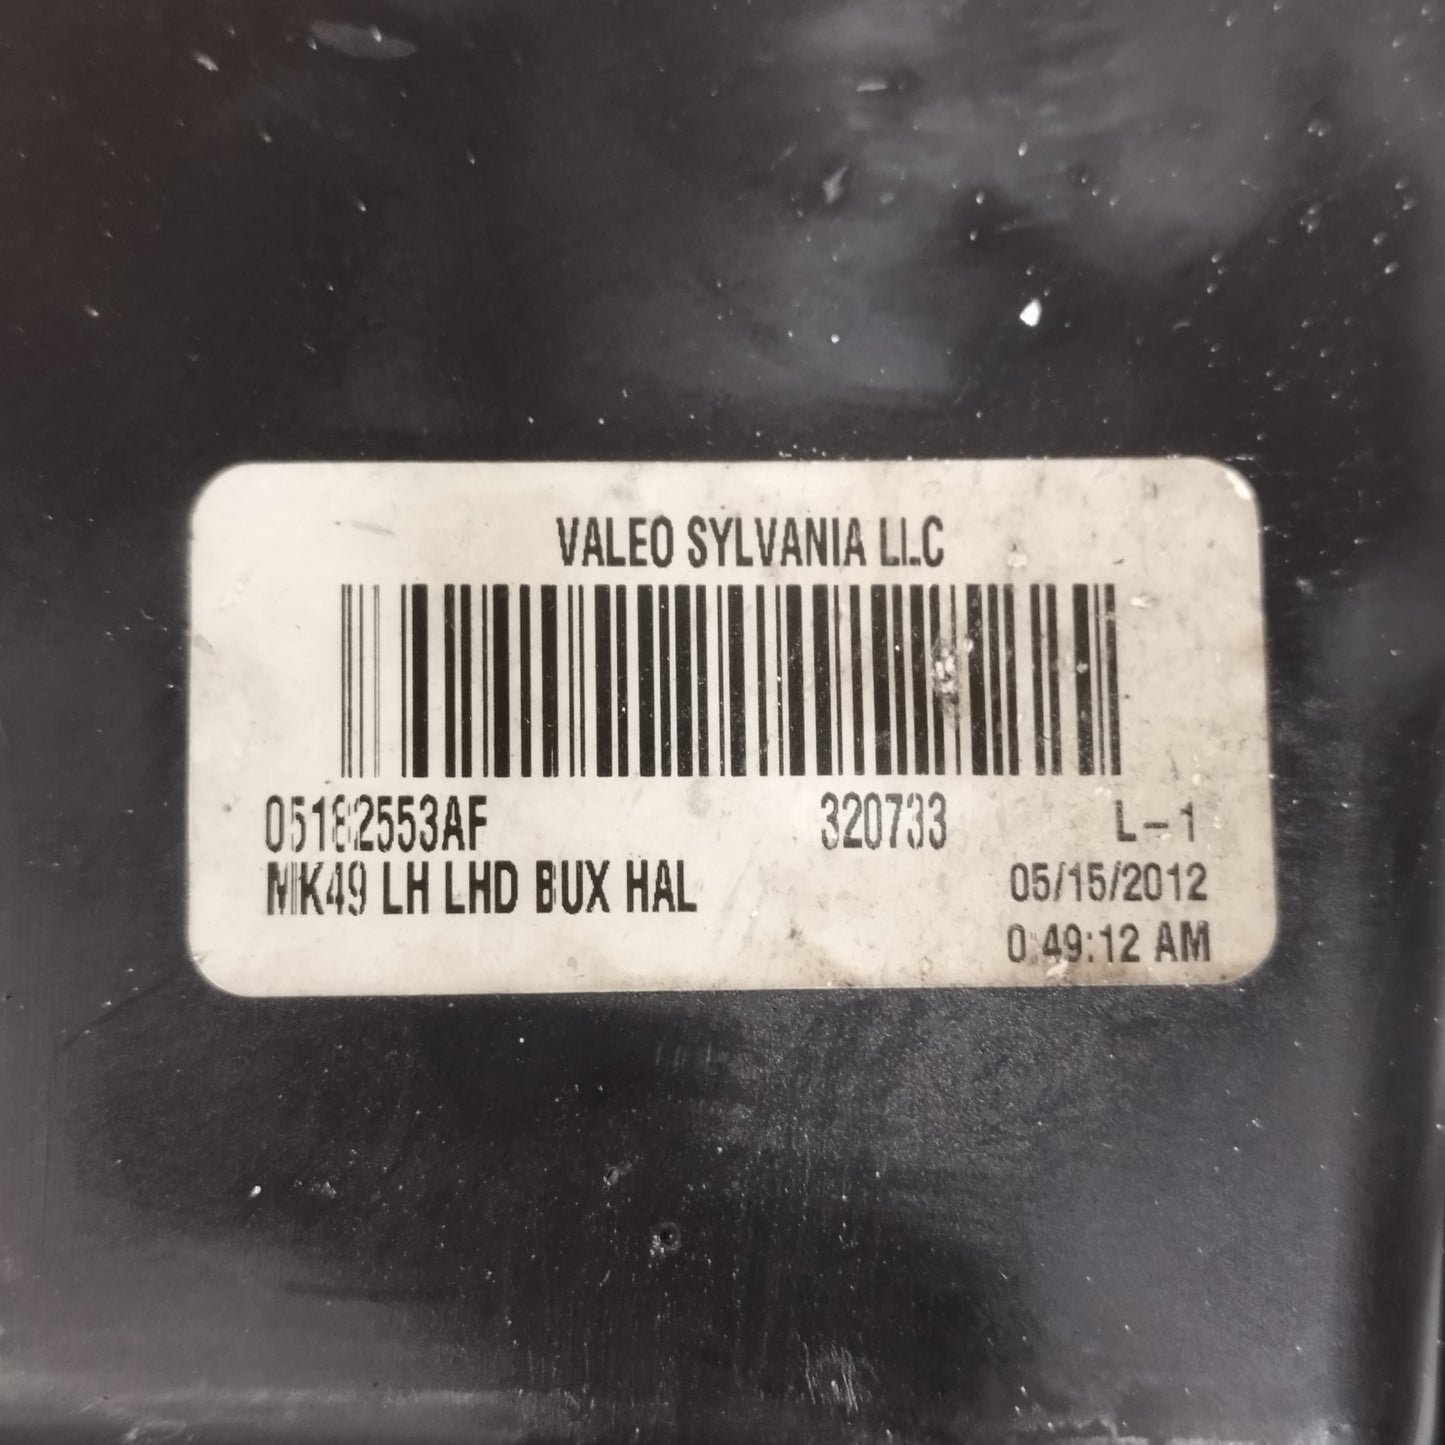 VALEO SYLVANIA LLC
05182553AF 320733 L-1
MK49 LH LHD BUX HAL 05/15/2012
0:49:12 AM